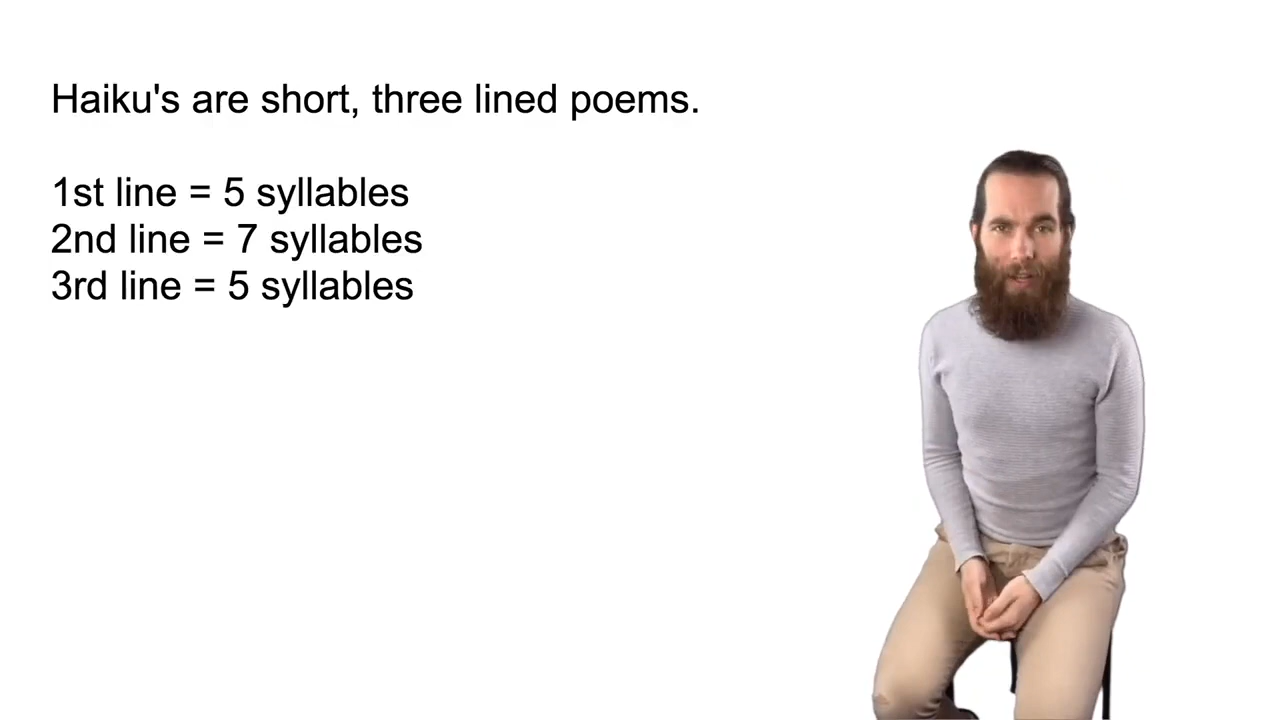 Haiku's are short, three lined poems.
1st line = 5 syllables
2nd line = 7 syllables
3rd line = 5 syllables